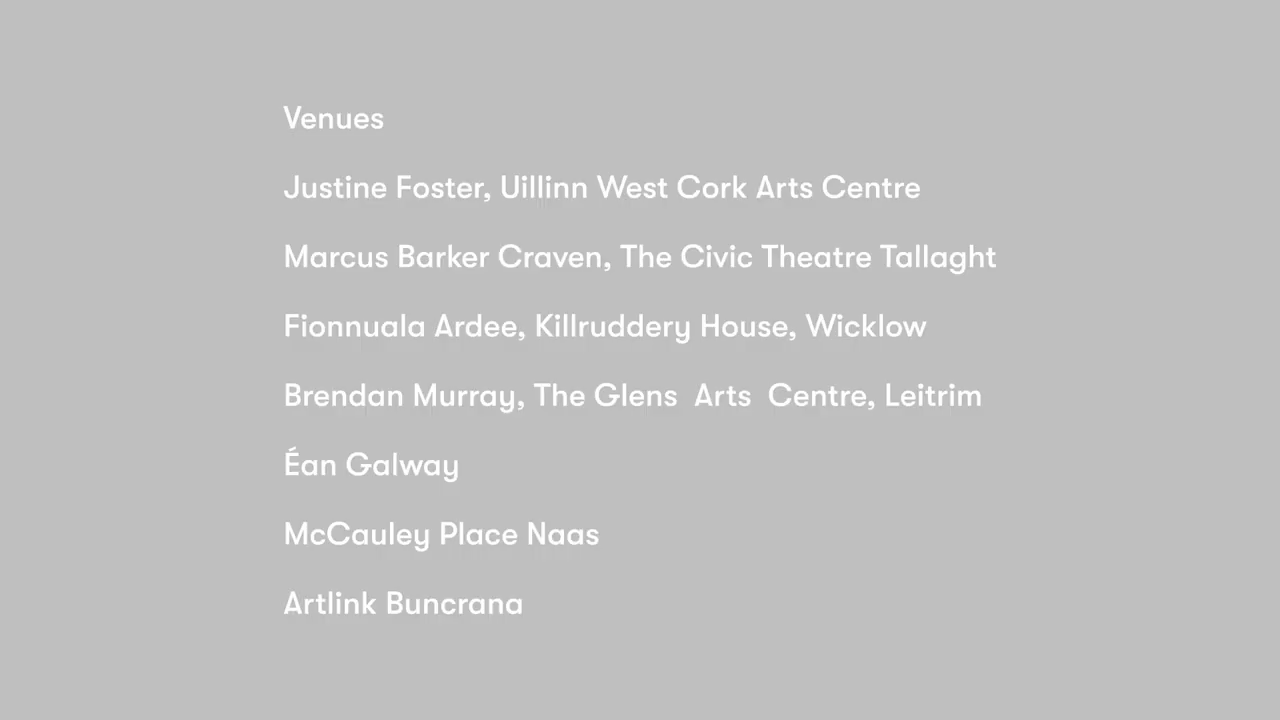 Venues
Justine Foster, Uillinn West Cork Arts Centre
Marcus Barker Craven, The Civic Theatre Tallaght
Fionnuala Ardee, Killruddery House, Wicklow
Brendan Murray, The Glens  Arts  Centre, Leitrim
Éan Galway
McCauley Place Naas
Artlink Buncrana